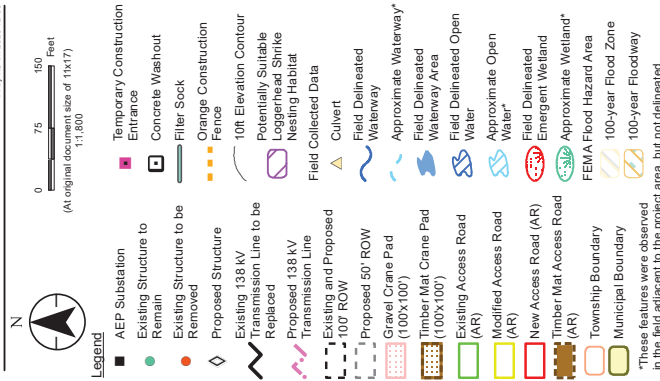 N
0 75 150
Feet
(At original document size of 11x17)
1:1,800
Legend
AEP Substation
Existing Structure to
Remain
Existing Structure to be
Removed
Proposed Structure
Existing 138 kV
Transmission Line to be
Replaced
Proposed 138 kV
Transmission Line
Existing and Proposed
100' ROW
Proposed 50' ROW
Gravel Crane Pad
(100'x100')
Timber Mat Crane Pad
(100'x100')
Existing Access Road
(AR)
Modified Access Road
(AR)
New Access Road (AR)
Timber Mat Access Road
(AR)
Township Boundary
Municipal Boundary
Temporary Construction
Entrance
Concrete Washout
Filter Sock
Orange Construction
Fence
10ft Elevation Contour
Potentially Suitable
Loggerhead Shrike
Nesting Habitat
Field Collected Data
Culvert
Field Delineated
Waterway
Approximate Waterway*
Field Delineated
Waterway Area
Field Delineated Open
Water
Approximate Open
Water*
Field Delineated
Emergent Wetland
Approximate Wetland*
FEMA Food Hazard Area
100-year Flood Zone
100-year Floodway
*These features were observed
in the field adjacent to the project area, but not delineated